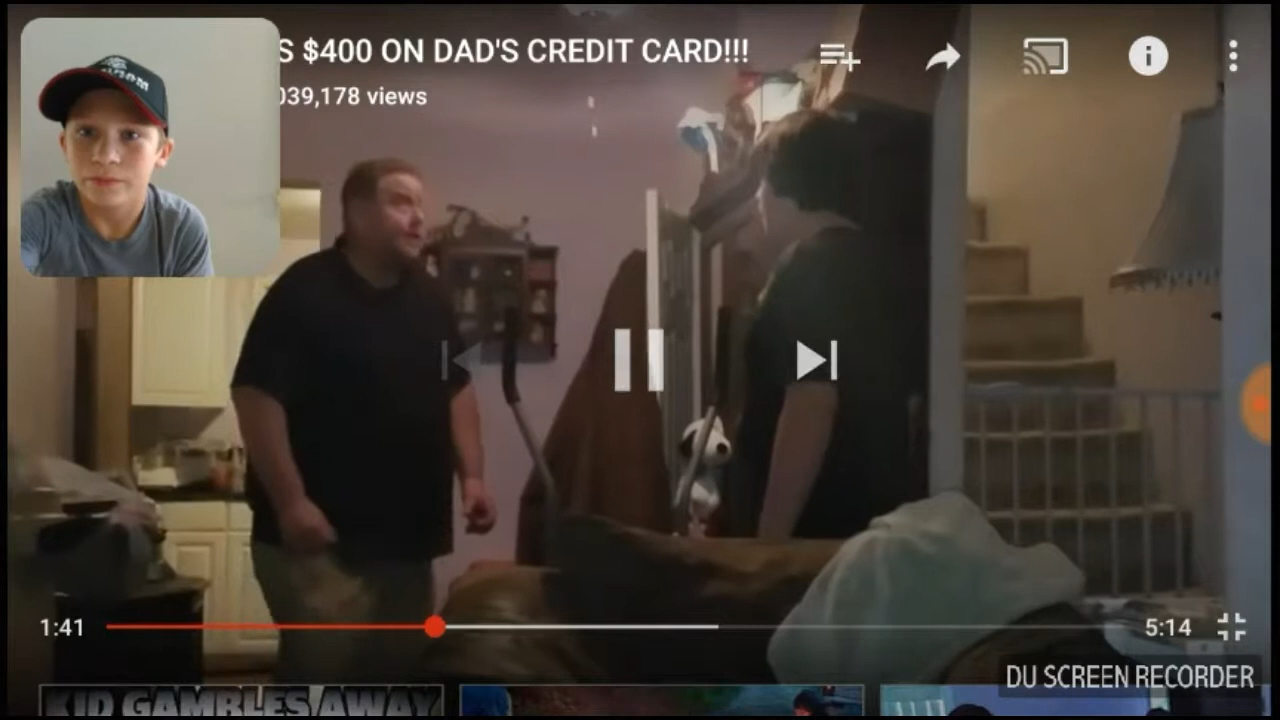 S $400 ON DAD'S CREDIT CARD!!!
039,178 views
1:41
5:14
DU SCREEN RECORDER
KID GAMBLES AWAY